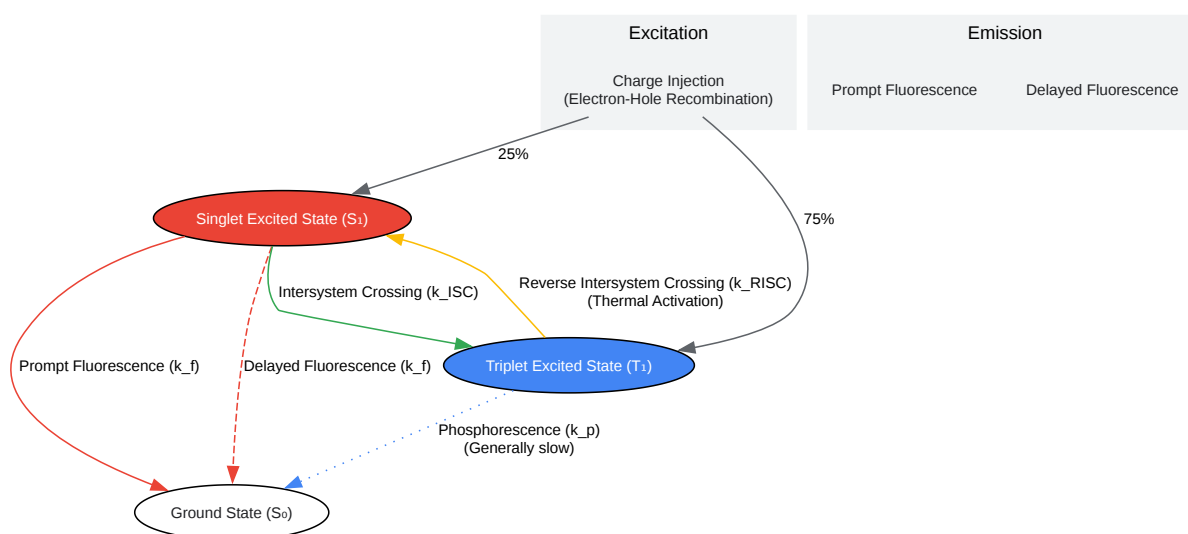 Excitation
Emission
Charge Injection
(Electron-Hole Recombination)
Prompt Fluorescence
Delayed Fluorescence
25%
75%
Singlet Excited State (S₁)
Intersystem Crossing (k_ISC)
Reverse Intersystem Crossing (k_RISC)
(Thermal Activation)
Prompt Fluorescence (k_f)
Delayed Fluorescence (k_f)
Triplet Excited State (T₁)
Phosphorescence (k_p)
(Generally slow)
Ground State (S₀)